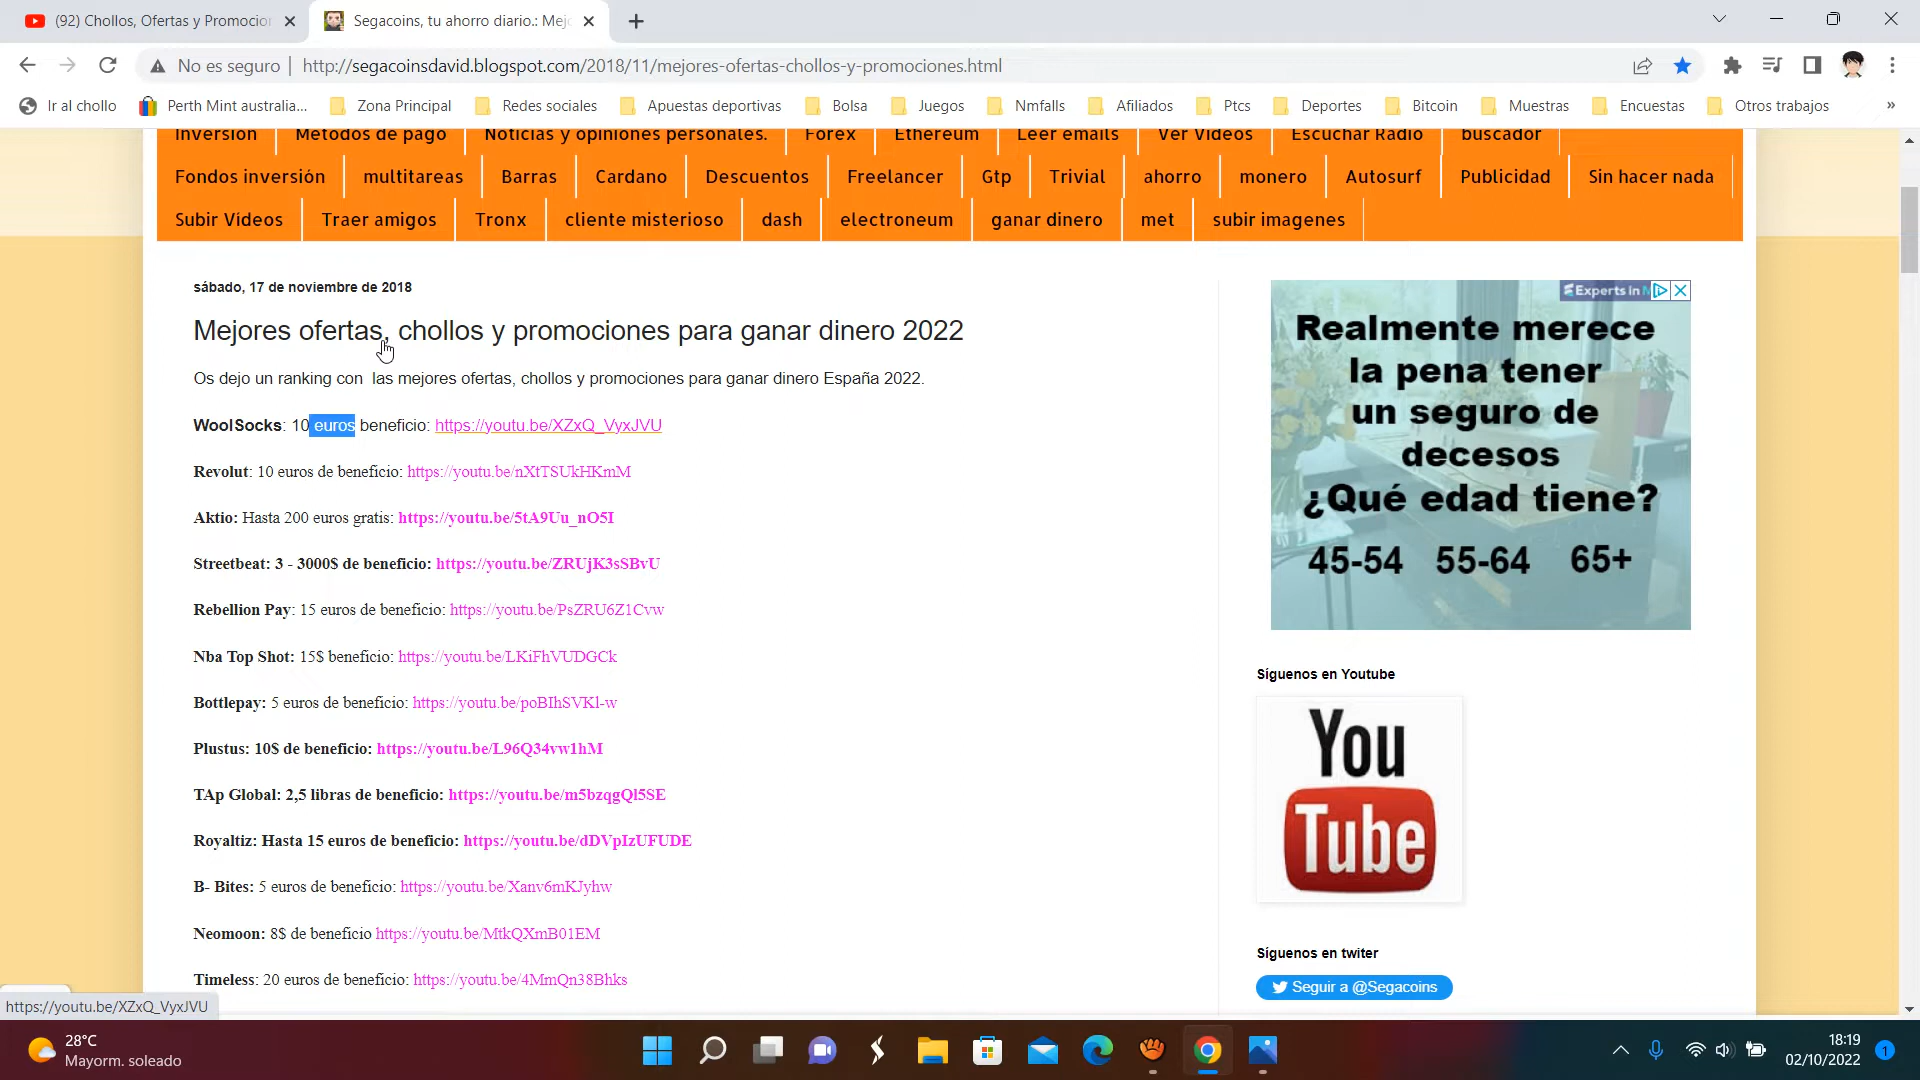 (92) Chollos, Ofertas y Promocion
Segacoins, tu ahorro diario.: Mejo
No es seguro
http://segacoinsdavid.blogspot.com/2018/11/mejores-ofertas-chollos-y-promociones.html
Ir al chollo
Perth Mint australia...
Zona Principal
Redes sociales
Apuestas deportivas
Bolsa
Juegos
Nmfalls
Afiliados
Ptcs
Deportes
Bitcoin
Muestras
Encuestas
Otros trabajos
»
Inversión
Métodos de pago
Noticias y opiniones personales.
Forex
Ethereum
Leer emails
Ver Videos
Escuchar Radio
buscador
Fondos inversión
multitareas
Barras
Cardano
Descuentos
Freelancer
Gtp
Trivial
ahorro
monero
Autosurf
Publicidad
Sin hacer nada
Subir Videos
Traer amigos
Tronx
cliente misterioso
dash
electroneum
ganar dinero
met
subir imagenes
sábado, 17 de noviembre de 2018
Mejores ofertas, chollos y promociones para ganar dinero 2022
Os dejo un ranking con las mejores ofertas, chollos y promociones para ganar dinero España 2022.
WoolSocks: 10 euros beneficio: https://youtu.be/XZxQ_VyxJVU
Revolut: 10 euros de beneficio: https://youtu.be/nXtTSUkHKmM
Aktio: Hasta 200 euros gratis: https://youtu.be/5tA9Uu_nO5I
Streetbeat: 3 - 3000$ de beneficio: https://youtu.be/ZRUjK3sSBvU
Rebellion Pay: 15 euros de beneficio: https://youtu.be/PsZRU6Z1Cvw
Nba Top Shot: 15$ beneficio: https://youtu.be/LKiFhVUDGCk
Bottlepay: 5 euros de beneficio: https://youtu.be/poBIhSVKl-w
Plustus: 10$ de beneficio: https://youtu.be/L96Q34vw1hM
TAp Global: 2,5 libras de beneficio: https://youtu.be/m5bzqgQl5SE
Royaltiz: Hasta 15 euros de beneficio: https://youtu.be/dDVpIzUFUDE
B- Bites: 5 euros de beneficio: https://youtu.be/Xanv6mKJyhw
Neomoon: 8$ de beneficio https://youtu.be/MtkQXmB01EM
Timeless: 20 euros de beneficio: https://youtu.be/4MmQn38Bhks
Experts in
Realmente merece
la pena tener
un seguro de
decesos
¿Qué edad tiene?
45-54 55-64 65+
Síguenos en Youtube
You
Tube
Síguenos en twiter
Seguir a @Segacoins
https://youtu.be/XZxQ_VyxJVU
28°C
Mayorm. soleado
18:19
02/10/2022
1